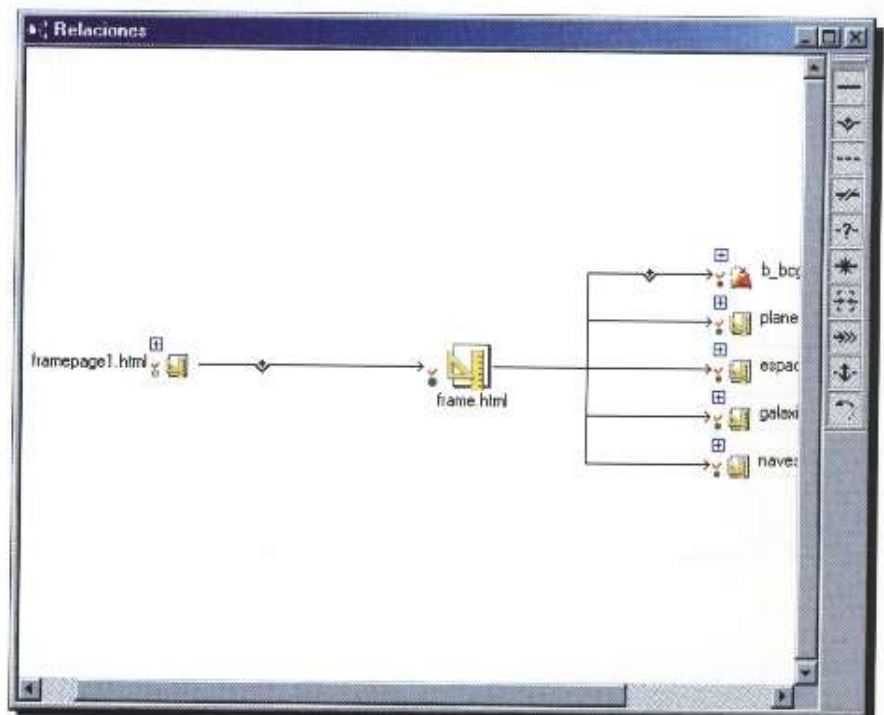 Relaciones
framepage1.html
frame.html
b_bcg
plane
espac
galaxi
naves
-?-